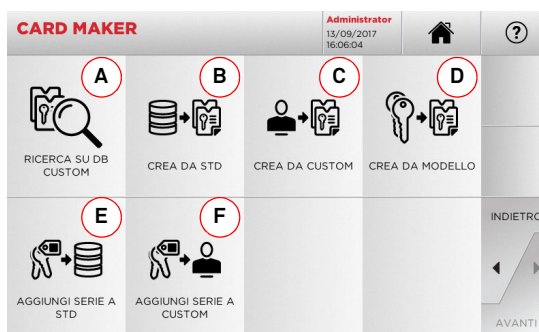 CARD MAKER
Administrator
13/09/2017
16:06:04
?
A
B
C
D
RICERCA SU DB
CUSTOM
CREA DA STD
CREA DA CUSTOM
CREA DA MODELLO
E
F
INDIETRO
AGGIUNGI SERIE A
STD
AGGIUNGI SERIE A
CUSTOM
AVANTI